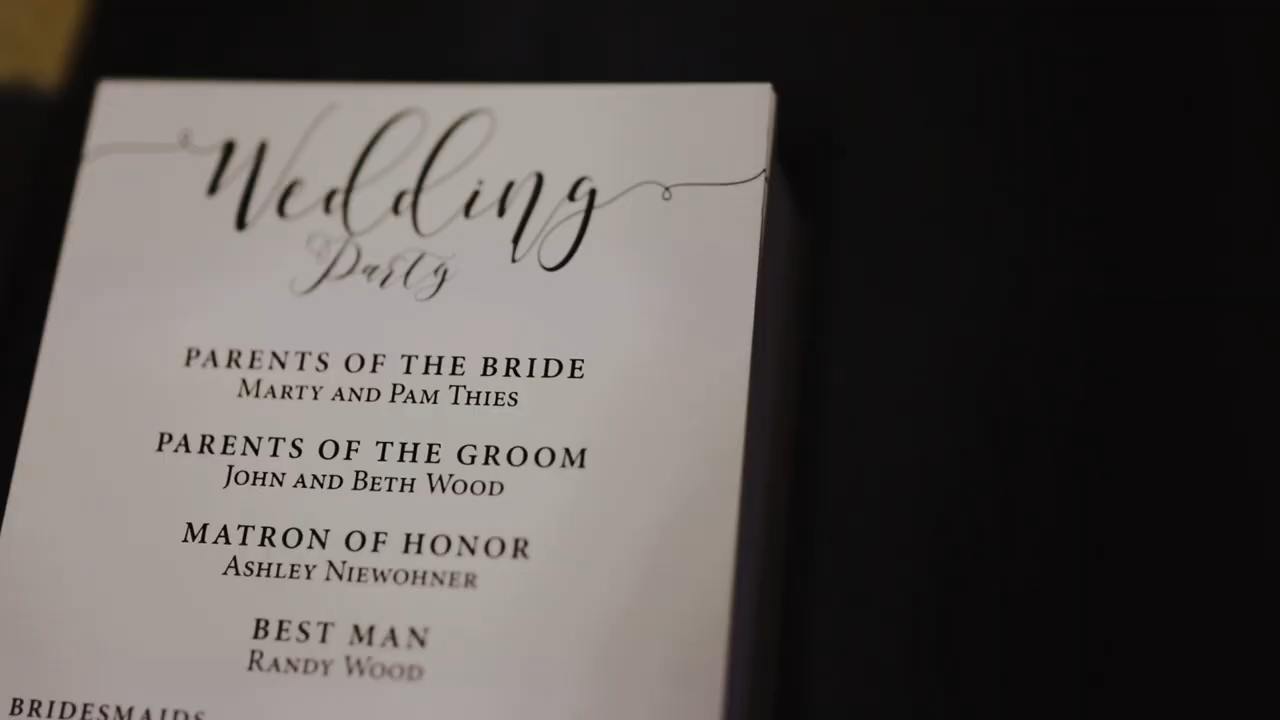 Wedding
Party
PARENTS OF THE BRIDE
MARTY AND PAM THIES
PARENTS OF THE GROOM
JOHN AND BETH WOOD
MATRON OF HONOR
ASHLEY NIEWOHNER
BEST MAN
RANDY WOOD
BRIDESMAIDS